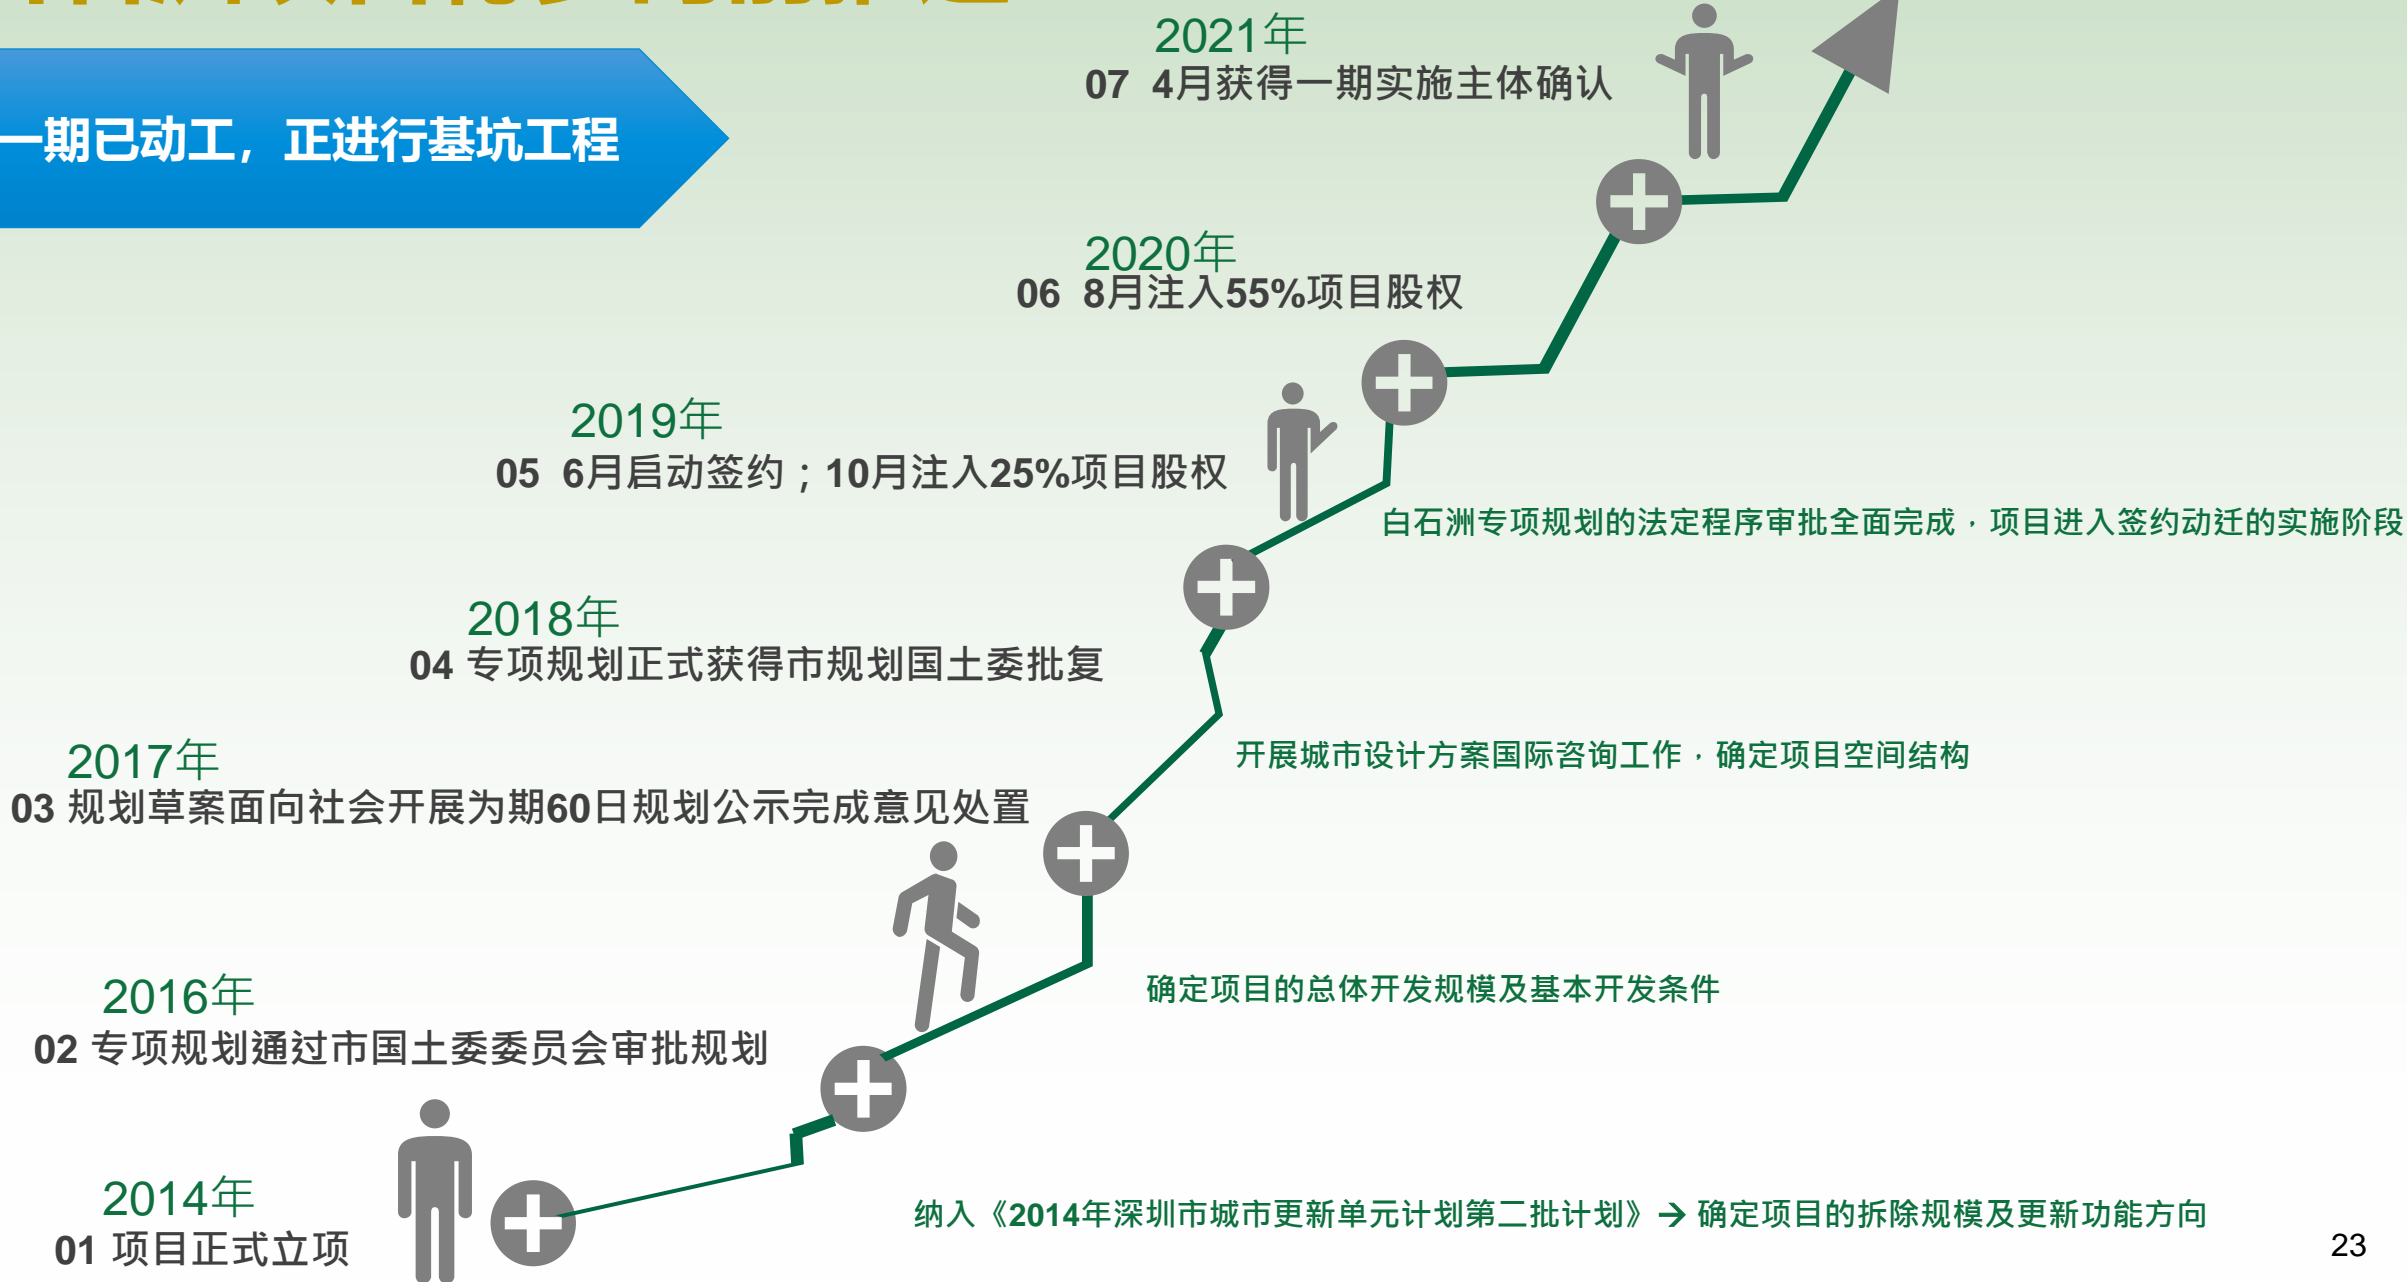 一期已动工，正进行基坑工程
2021年
07 4月获得一期实施主体确认
2020年
06 8月注入55%项目股权
2019年
05 6月启动签约；10月注入25%项目股权
白石洲专项规划的法定程序审批全面完成，项目进入签约动迁的实施阶段
2018年
04 专项规划正式获得市规划国土委批复
开展城市设计方案国际咨询工作，确定项目空间结构
2017年
03 规划草案面向社会开展为期60日规划公示完成意见处置
确定项目的总体开发规模及基本开发条件
2016年
02 专项规划通过市国土委委员会审批规划
纳入《2014年深圳市城市更新单元计划第二批计划》→ 确定项目的拆除规模及更新功能方向
2014年
01 项目正式立项
23